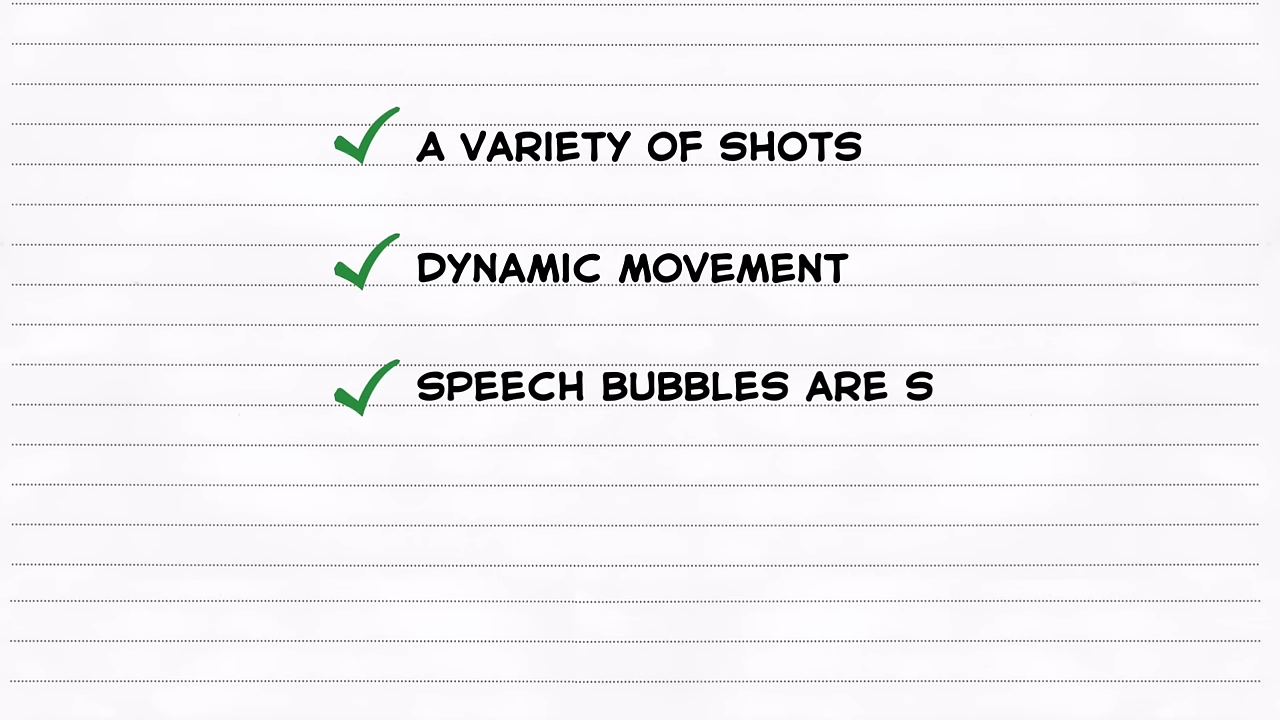 A VARIETY OF SHOTS
DYNAMIC MOVEMENT
SPEECH BUBBLES ARE S